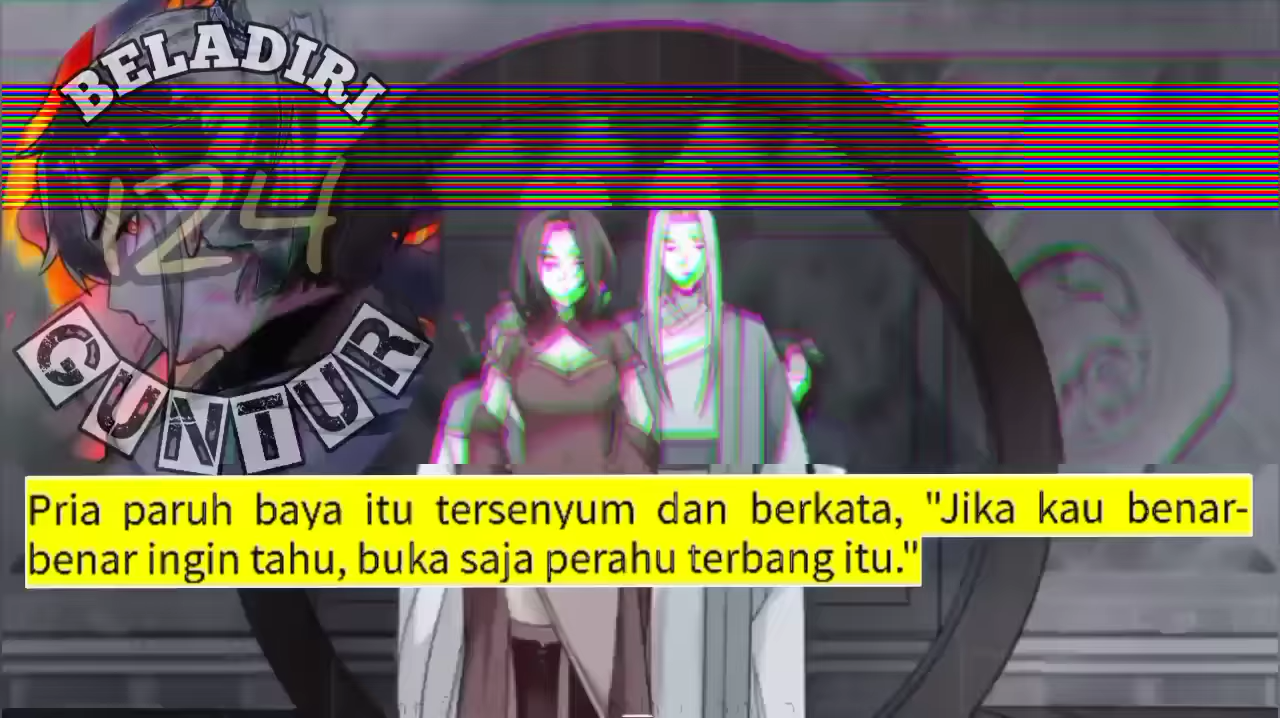 BELADIRI
124
GUNTUR
Pria paruh baya itu tersenyum dan berkata, "Jika kau benar-
benar ingin tahu, buka saja perahu terbang itu."